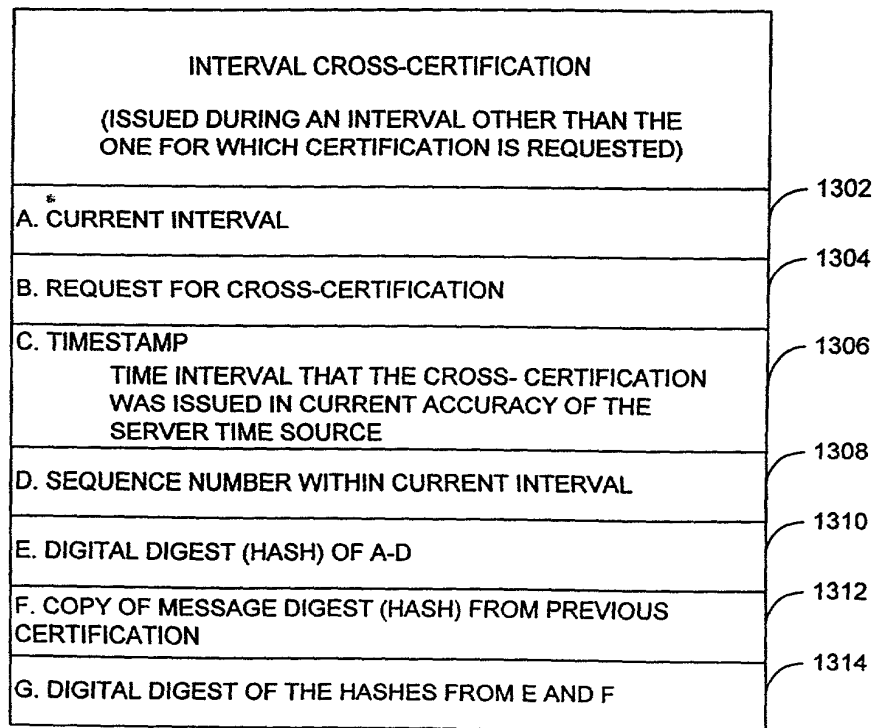 INTERVAL CROSS-CERTIFICATION
(ISSUED DURING AN INTERVAL OTHER THAN THE
ONE FOR WHICH CERTIFICATION IS REQUESTED)
1302
A. CURRENT INTERVAL
1304
B. REQUEST FOR CROSS-CERTIFICATION
C. TIMESTAMP
1306
TIME INTERVAL THAT THE CROSS- CERTIFICATION
WAS ISSUED IN CURRENT ACCURACY OF THE
SERVER TIME SOURCE
1308
D. SEQUENCE NUMBER WITHIN CURRENT INTERVAL
1310
E. DIGITAL DIGEST (HASH) OF A-D
1312
F. COPY OF MESSAGE DIGEST (HASH) FROM PREVIOUS
CERTIFICATION
1314
G. DIGITAL DIGEST OF THE HASHES FROM E AND F